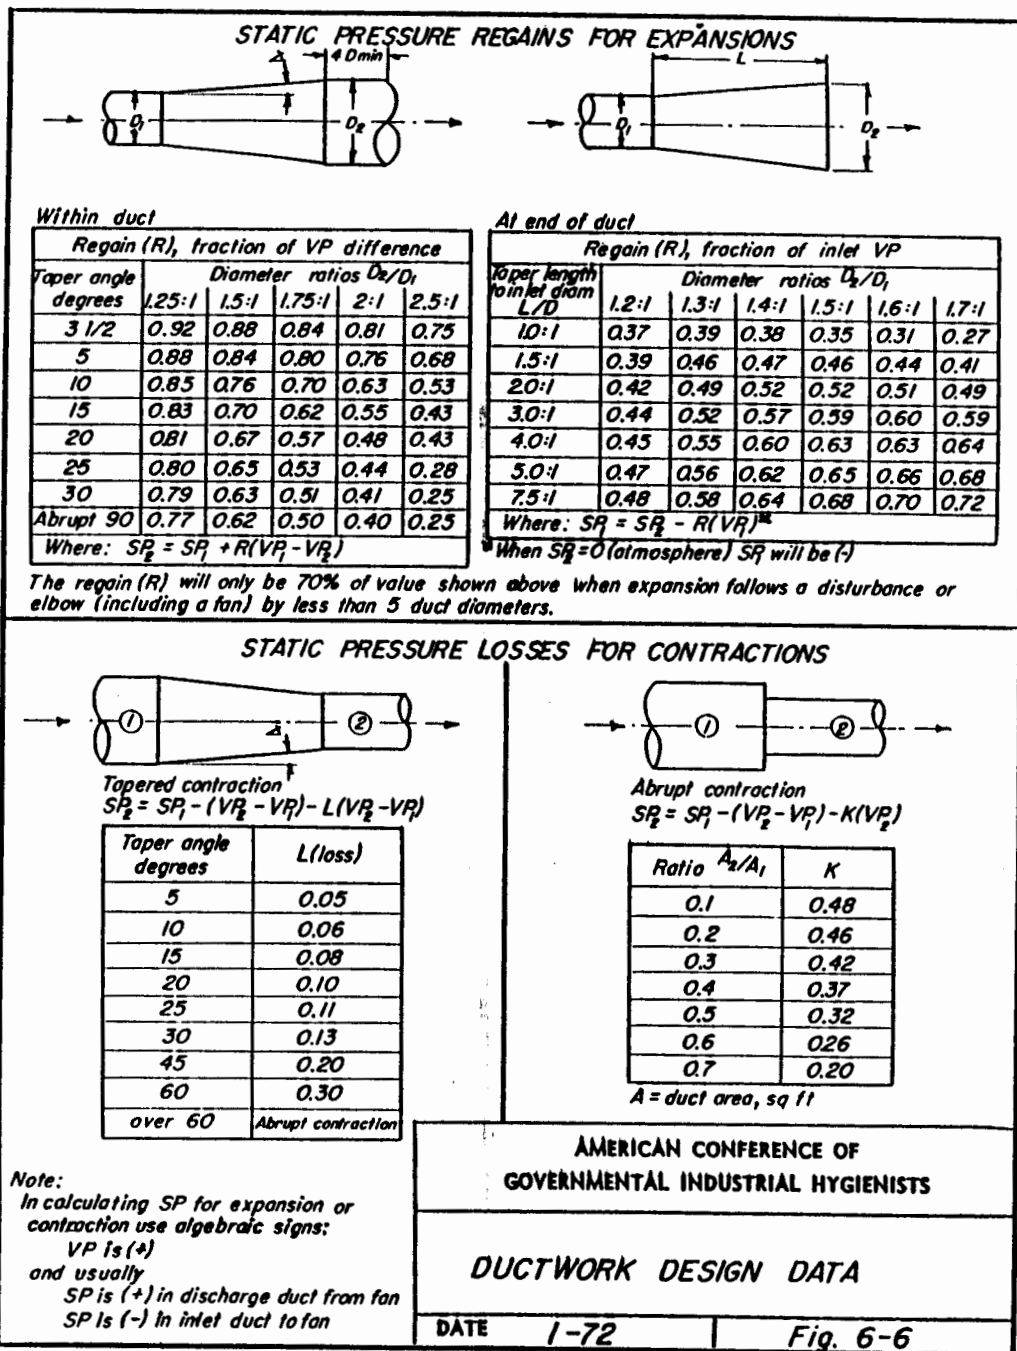 STATIC PRESSURE REGAINS FOR EXPANSIONS
4 Dmin
L
D₁
D₂
D₁
D₂
Within duct
Regain (R), fraction of VP difference
Taper angle degrees
Diameter ratios D₂/D₁
1.25:1 1.5:1 1.75:1 2:1 2.5:1
3 1/2 0.92 0.88 0.84 0.81 0.75
5 0.88 0.84 0.80 0.76 0.68
10 0.85 0.76 0.70 0.63 0.53
15 0.83 0.70 0.62 0.55 0.43
20 0.81 0.67 0.57 0.48 0.43
25 0.80 0.65 0.53 0.44 0.28
30 0.79 0.63 0.51 0.41 0.25
Abrupt 90 0.77 0.62 0.50 0.40 0.25
Where: SP₂ = SP₁ + R(VP₁ - VP₂)
At end of duct
Regain (R), fraction of inlet VP
Taper length to inlet diam L/D
Diameter ratios D₂/D₁
1.2:1 1.3:1 1.4:1 1.5:1 1.6:1 1.7:1
1.0:1 0.37 0.39 0.38 0.35 0.31 0.27
1.5:1 0.39 0.46 0.47 0.46 0.44 0.41
2.0:1 0.42 0.49 0.52 0.52 0.51 0.49
3.0:1 0.44 0.52 0.57 0.59 0.60 0.59
4.0:1 0.45 0.55 0.60 0.63 0.63 0.64
5.0:1 0.47 0.56 0.62 0.65 0.66 0.68
7.5:1 0.48 0.58 0.64 0.68 0.70 0.72
Where: SP₁ = SP₂ - R(VP₁)*
*When SP₂=0 (atmosphere) SP₁ will be (-)
The regain (R) will only be 70% of value shown above when expansion follows a disturbance or
elbow (including a fan) by less than 5 duct diameters.
STATIC PRESSURE LOSSES FOR CONTRACTIONS
1
2
Tapered contraction
SP₂ = SP₁ - (VP₂ - VP₁) - L(VP₂ - VP₁)
Taper angle degrees L(loss)
5 0.05
10 0.06
15 0.08
20 0.10
25 0.11
30 0.13
45 0.20
60 0.30
over 60 Abrupt contraction
1
2
Abrupt contraction
SP₂ = SP₁ - (VP₂ - VP₁) - K(VP₂)
Ratio A₂/A₁ K
0.1 0.48
0.2 0.46
0.3 0.42
0.4 0.37
0.5 0.32
0.6 0.26
0.7 0.20
A = duct area, sq ft
Note:
In calculating SP for expansion or
contraction use algebraic signs:
VP is (+)
and usually
SP is (+) in discharge duct from fan
SP is (-) in inlet duct to fan
AMERICAN CONFERENCE OF
GOVERNMENTAL INDUSTRIAL HYGIENISTS
DUCTWORK DESIGN DATA
DATE 1-72 Fig. 6-6